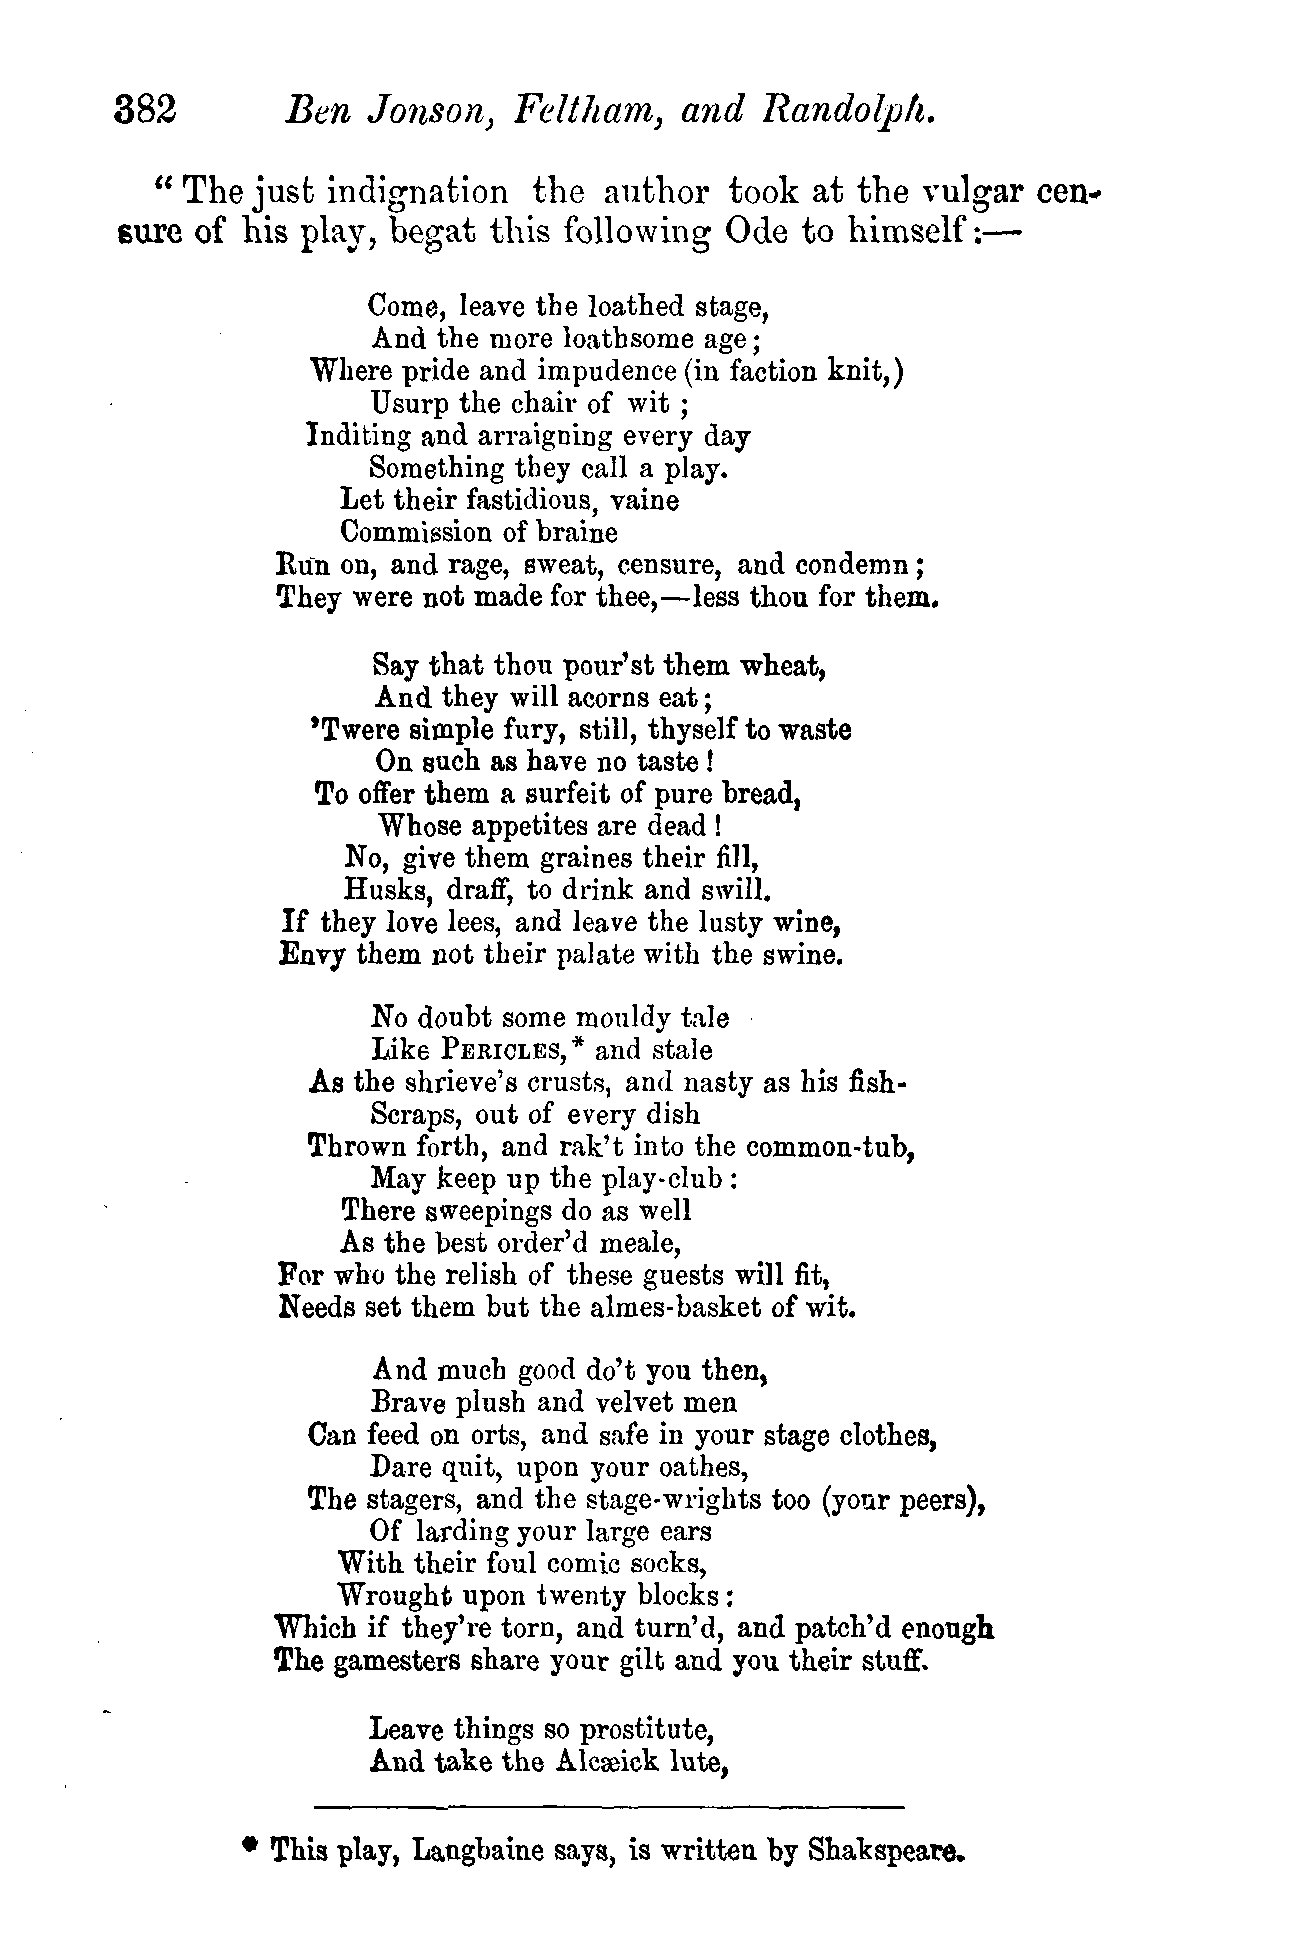 382 Ben Jonson, Feltham, and Randolph.
“ The just indignation the author took at the vulgar cen-
sure of his play, begat this following Ode to himself :—
Come, leave the loathed stage,
And the more loathsome age ;
Where pride and impudence (in faction knit,)
Usurp the chair of wit ;
Inditing and arraigning every day
Something they call a play.
Let their fastidious, vaine
Commission of braine
Run on, and rage, sweat, censure, and condemn ;
They were not made for thee,—less thou for them.
Say that thou pour’st them wheat,
And they will acorns eat ;
’Twere simple fury, still, thyself to waste
On such as have no taste !
To offer them a surfeit of pure bread,
Whose appetites are dead !
No, give them graines their fill,
Husks, draff, to drink and swill.
If they love lees, and leave the lusty wine,
Envy them not their palate with the swine.
No doubt some mouldy tale
Like PERICLES,* and stale
As the shrieve’s crusts, and nasty as his fish-
Scraps, out of every dish
Thrown forth, and rak’t into the common-tub,
May keep up the play-club :
There sweepings do as well
As the best order’d meale,
For who the relish of these guests will fit,
Needs set them but the almes-basket of wit.
And much good do’t you then,
Brave plush and velvet men
Can feed on orts, and safe in your stage clothes,
Dare quit, upon your oathes,
The stagers, and the stage-wrights too (your peers),
Of larding your large ears
With their foul comic socks,
Wrought upon twenty blocks :
Which if they’re torn, and turn’d, and patch’d enough
The gamesters share your gilt and you their stuff.
Leave things so prostitute,
And take the Alcæick lute,
* This play, Langbaine says, is written by Shakspeare.